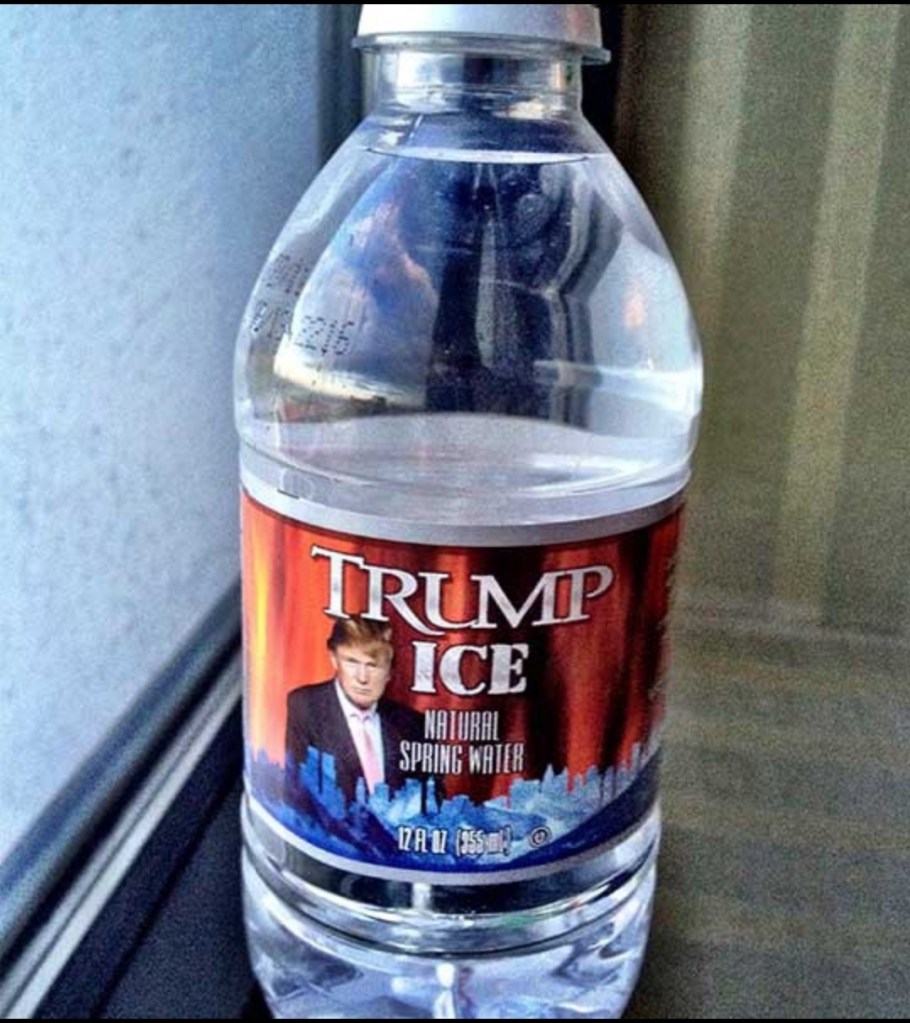 TRUMP
ICE
NATURAL
SPRING WATER
12 FL OZ (355 ml)